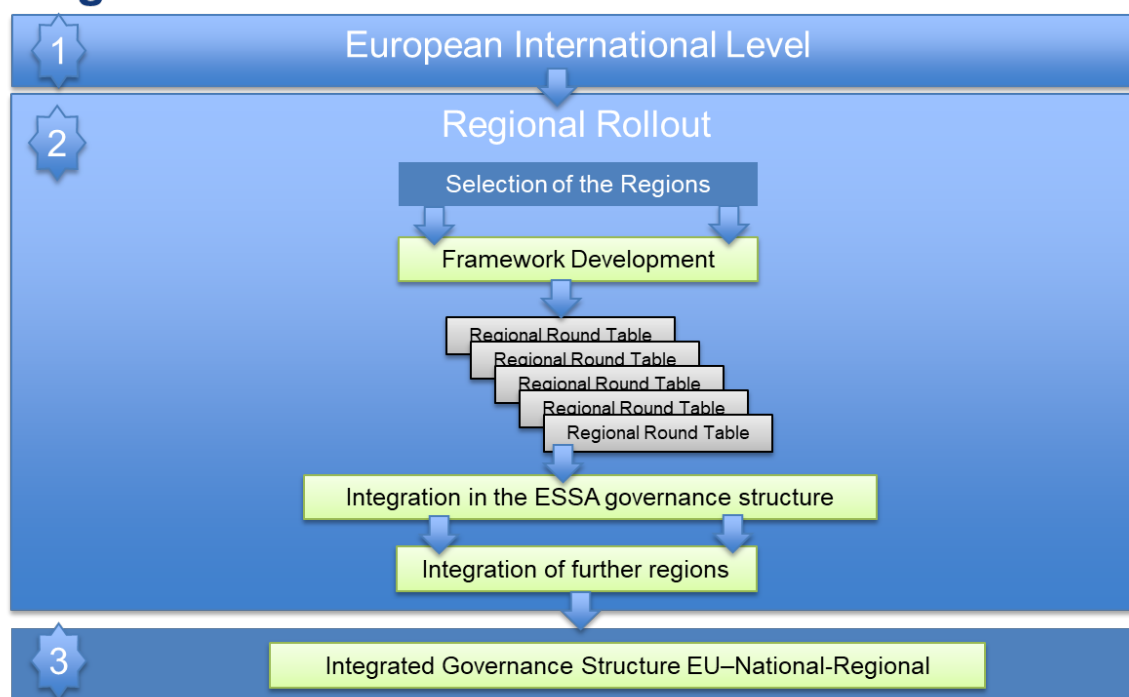 1
European International Level
2
Regional Rollout
Selection of the Regions
Framework Development
Regional Round Table
Regional Round Table
Regional Round Table
Regional Round Table
Regional Round Table
Integration in the ESSA governance structure
Integration of further regions
3
Integrated Governance Structure EU–National-Regional